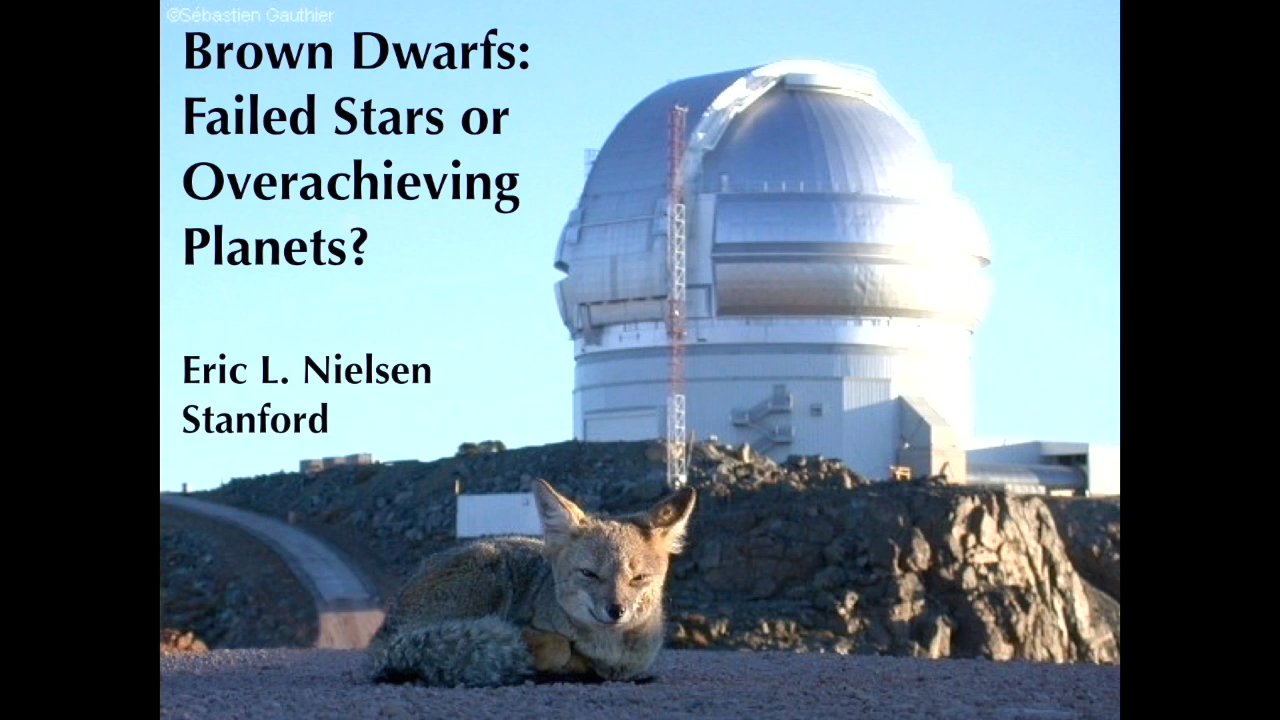 ©Sébastien Gauthier
Brown Dwarfs:
Failed Stars or
Overachieving
Planets?
Eric L. Nielsen
Stanford